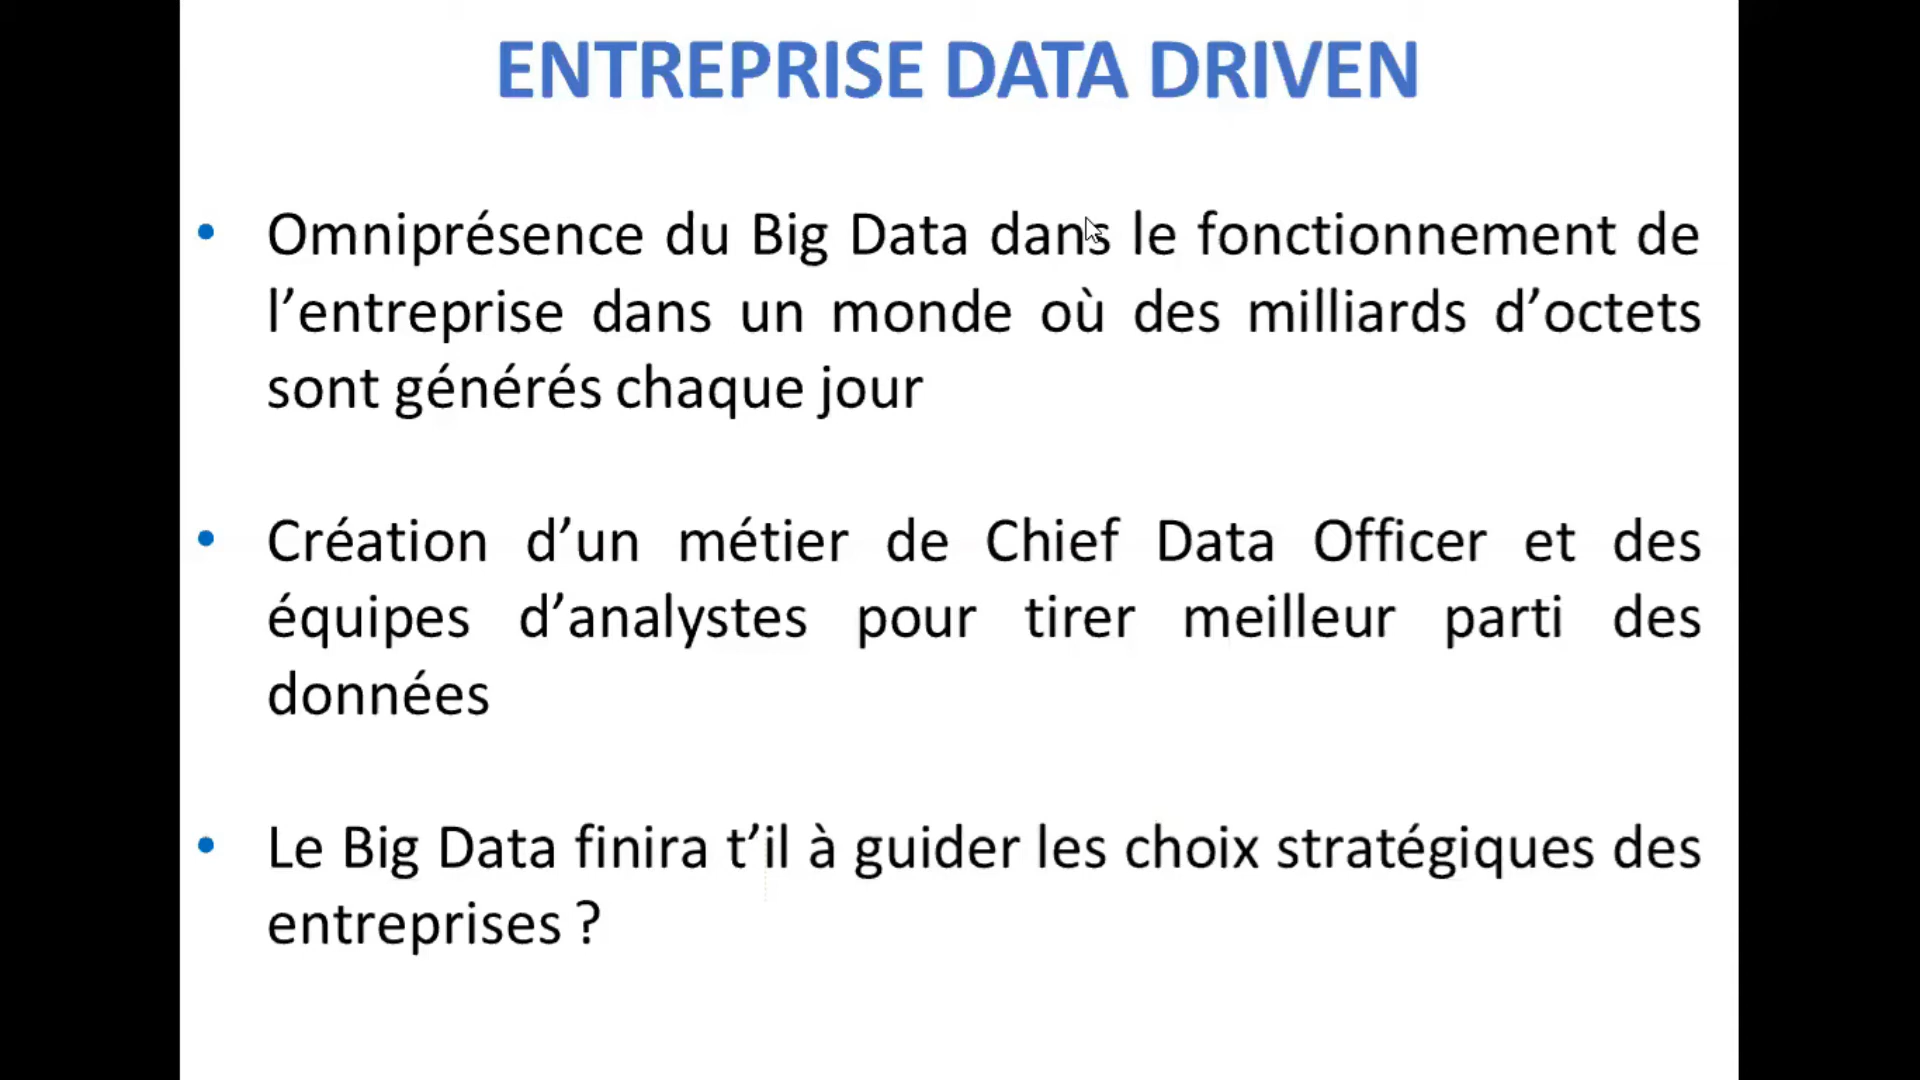 ENTREPRISE DATA DRIVEN
• Omniprésence du Big Data dans le fonctionnement de
l’entreprise dans un monde où des milliards d’octets
sont générés chaque jour
• Création d’un métier de Chief Data Officer et des
équipes d’analystes pour tirer meilleur parti des
données
• Le Big Data finira t’il à guider les choix stratégiques des
entreprises ?